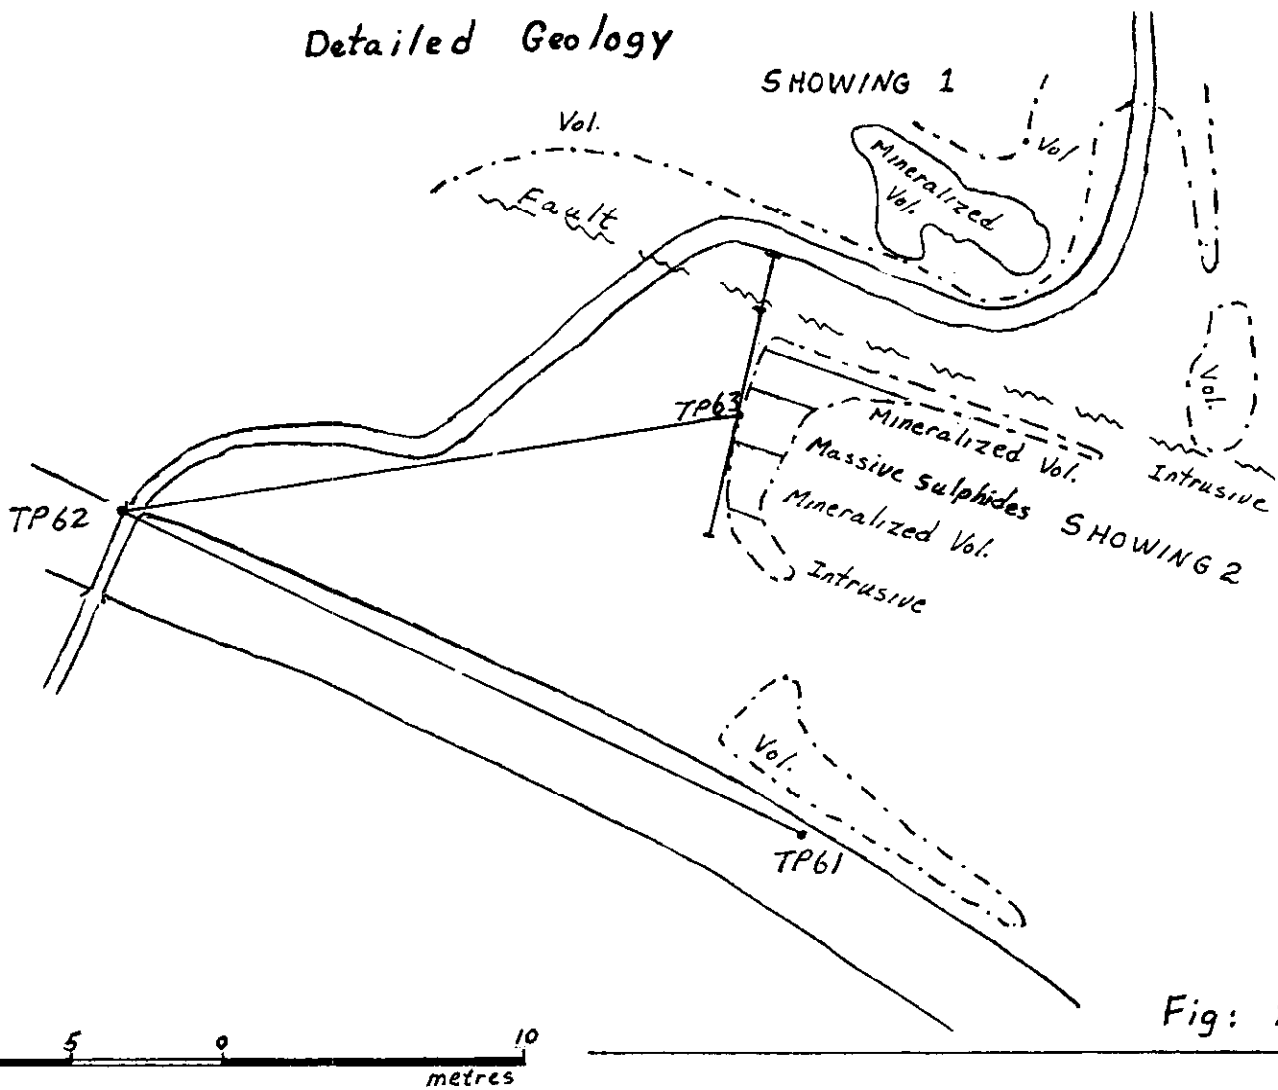 Detailed Geology
SHOWING 1
Vol.
Vol
Mineralized
Vol.
Fault
Vol.
TP63
Mineralized Vol.
Massive Sulphides
Intrusive
TP62
Mineralized Vol.
SHOWING 2
Intrusive
Vol.
TP61
Fig:
5 0 10
metres